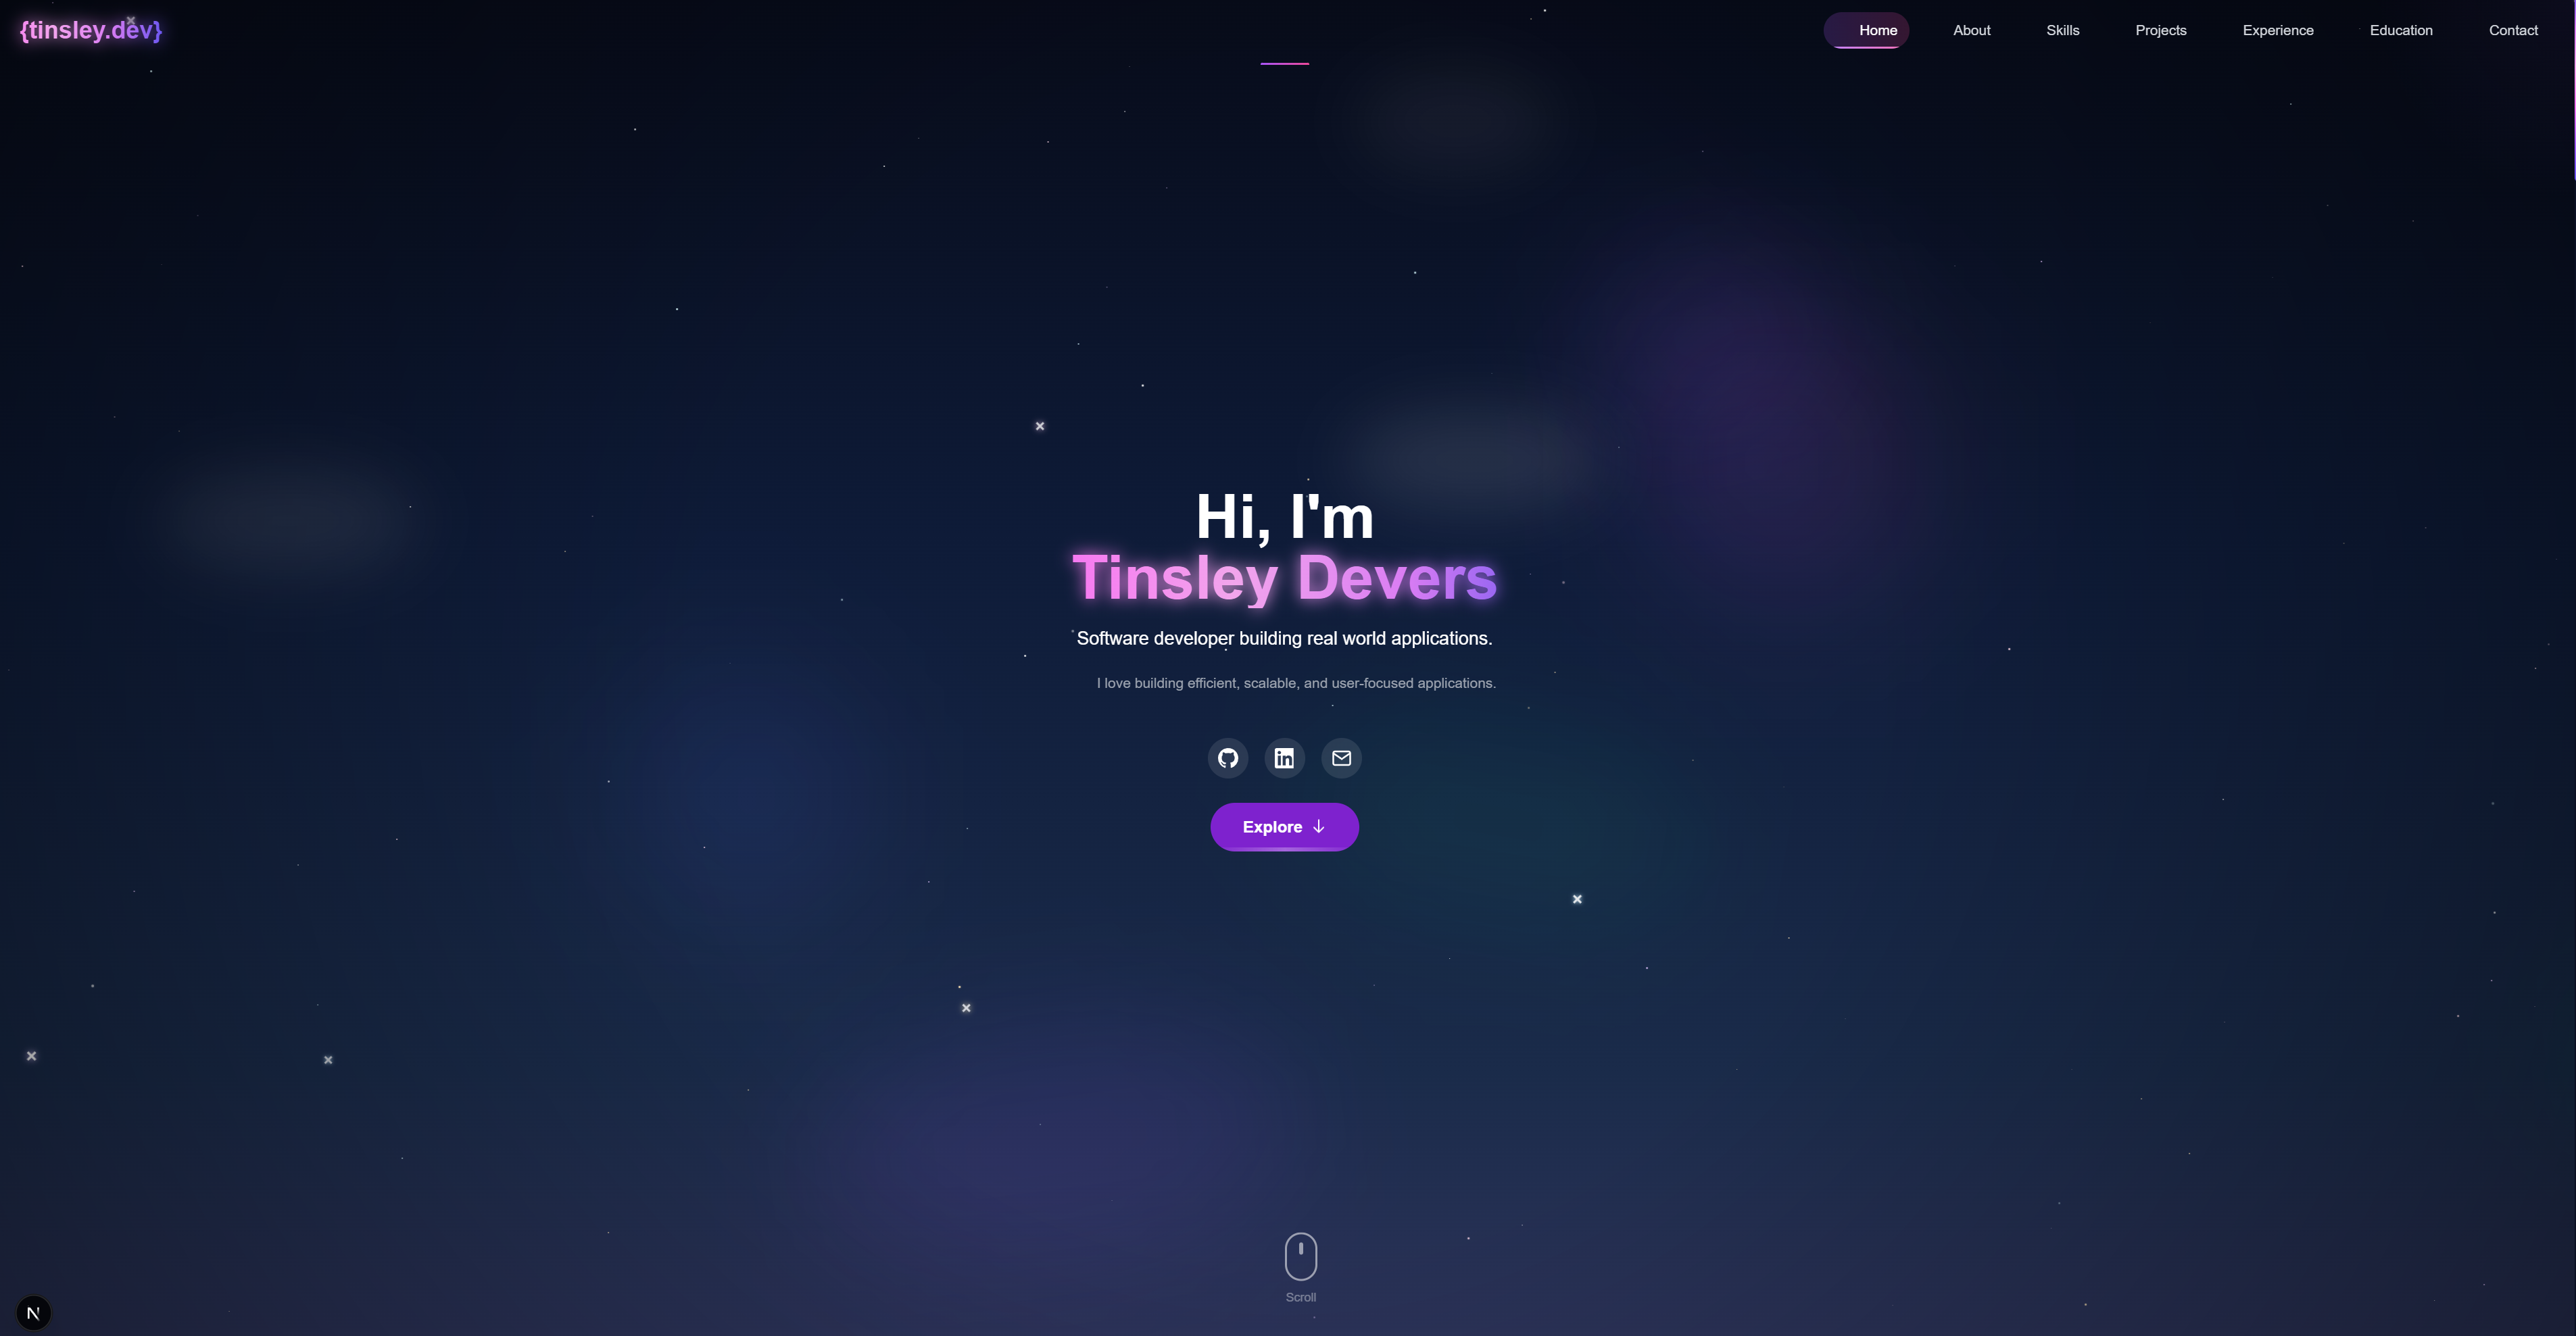 {tinsley.dev}
Home About Skills Projects Experience Education Contact
Hi, I'm
Tinsley Devers
Software developer building real world applications.
I love building efficient, scalable, and user-focused applications.
Explore
Scroll
N